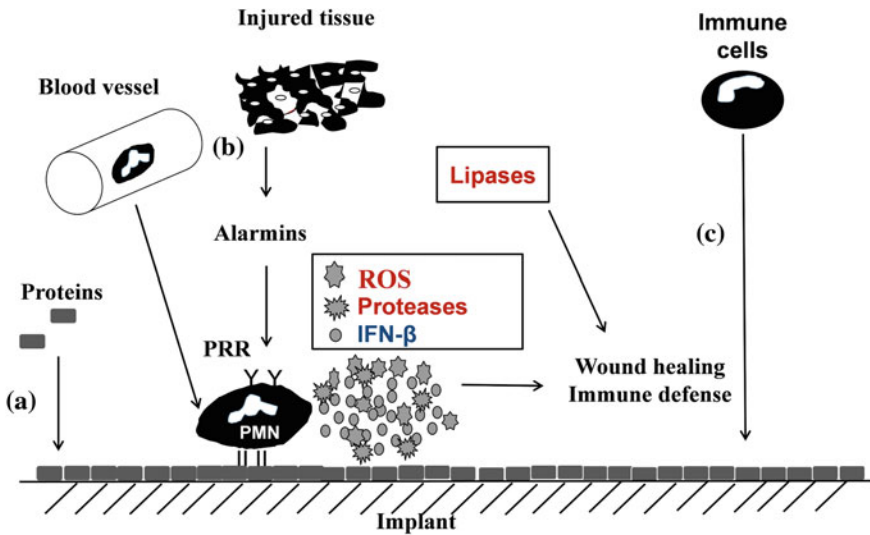 Injured tissue
Immune
cells
Blood vessel
(b)
Lipases
(c)
Alarmins
Proteins
ROS
Proteases
IFN-β
PRR
Wound healing
Immune defense
(a)
PMN
Implant